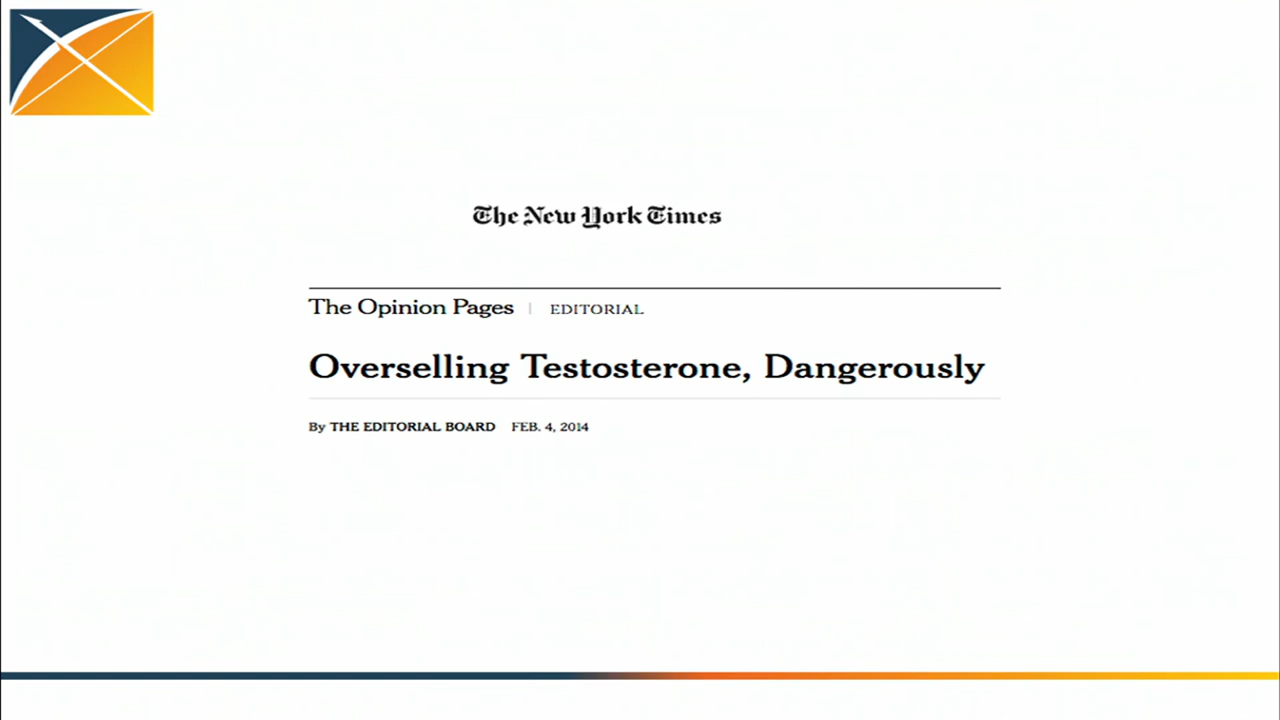 The New York Times
The Opinion Pages | EDITORIAL
Overselling Testosterone, Dangerously
By THE EDITORIAL BOARD FEB. 4, 2014